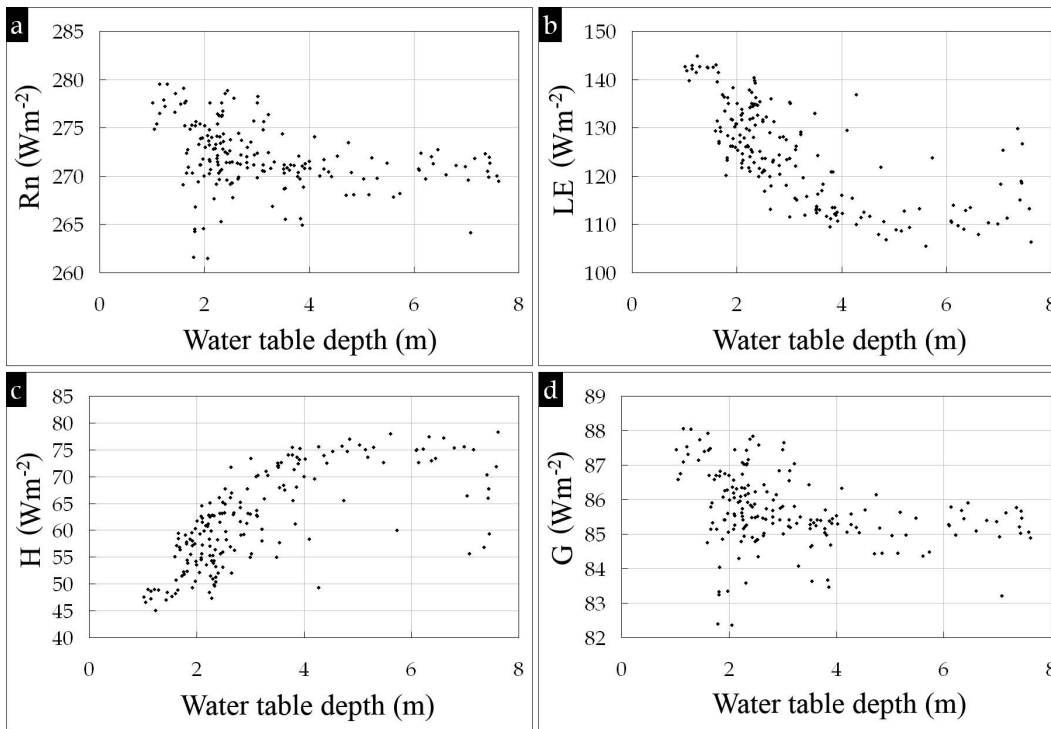 a
285
280
275
270
265
260
Rn (Wm⁻²)
0 2 4 6 8
Water table depth (m)
b
150
140
130
120
110
100
LE (Wm⁻²)
0 2 4 6 8
Water table depth (m)
c
85
80
75
70
65
60
55
50
45
40
H (Wm⁻²)
0 2 4 6 8
Water table depth (m)
d
89
88
87
86
85
84
83
82
G (Wm⁻²)
0 2 4 6 8
Water table depth (m)